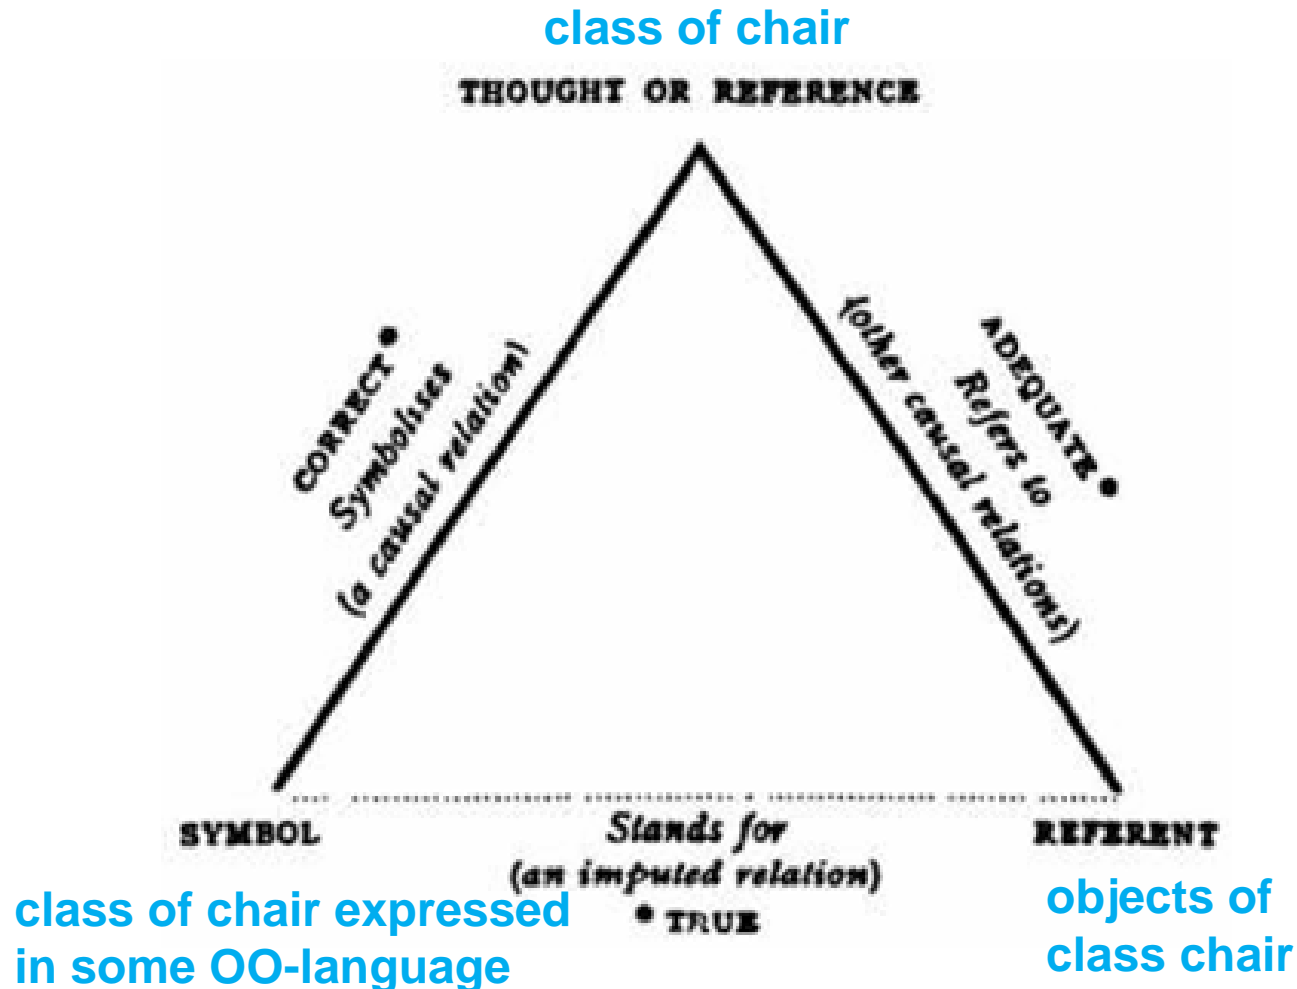 class of chair
THOUGHT OR REFERENCE
CORRECT*
Symbolises
(a causal relation)
ADEQUATE*
Refers to
(other causal relations)
SYMBOL
Stands for
(an imputed relation)
* TRUE
REFERENT
class of chair expressed
in some OO-language
objects of
class chair